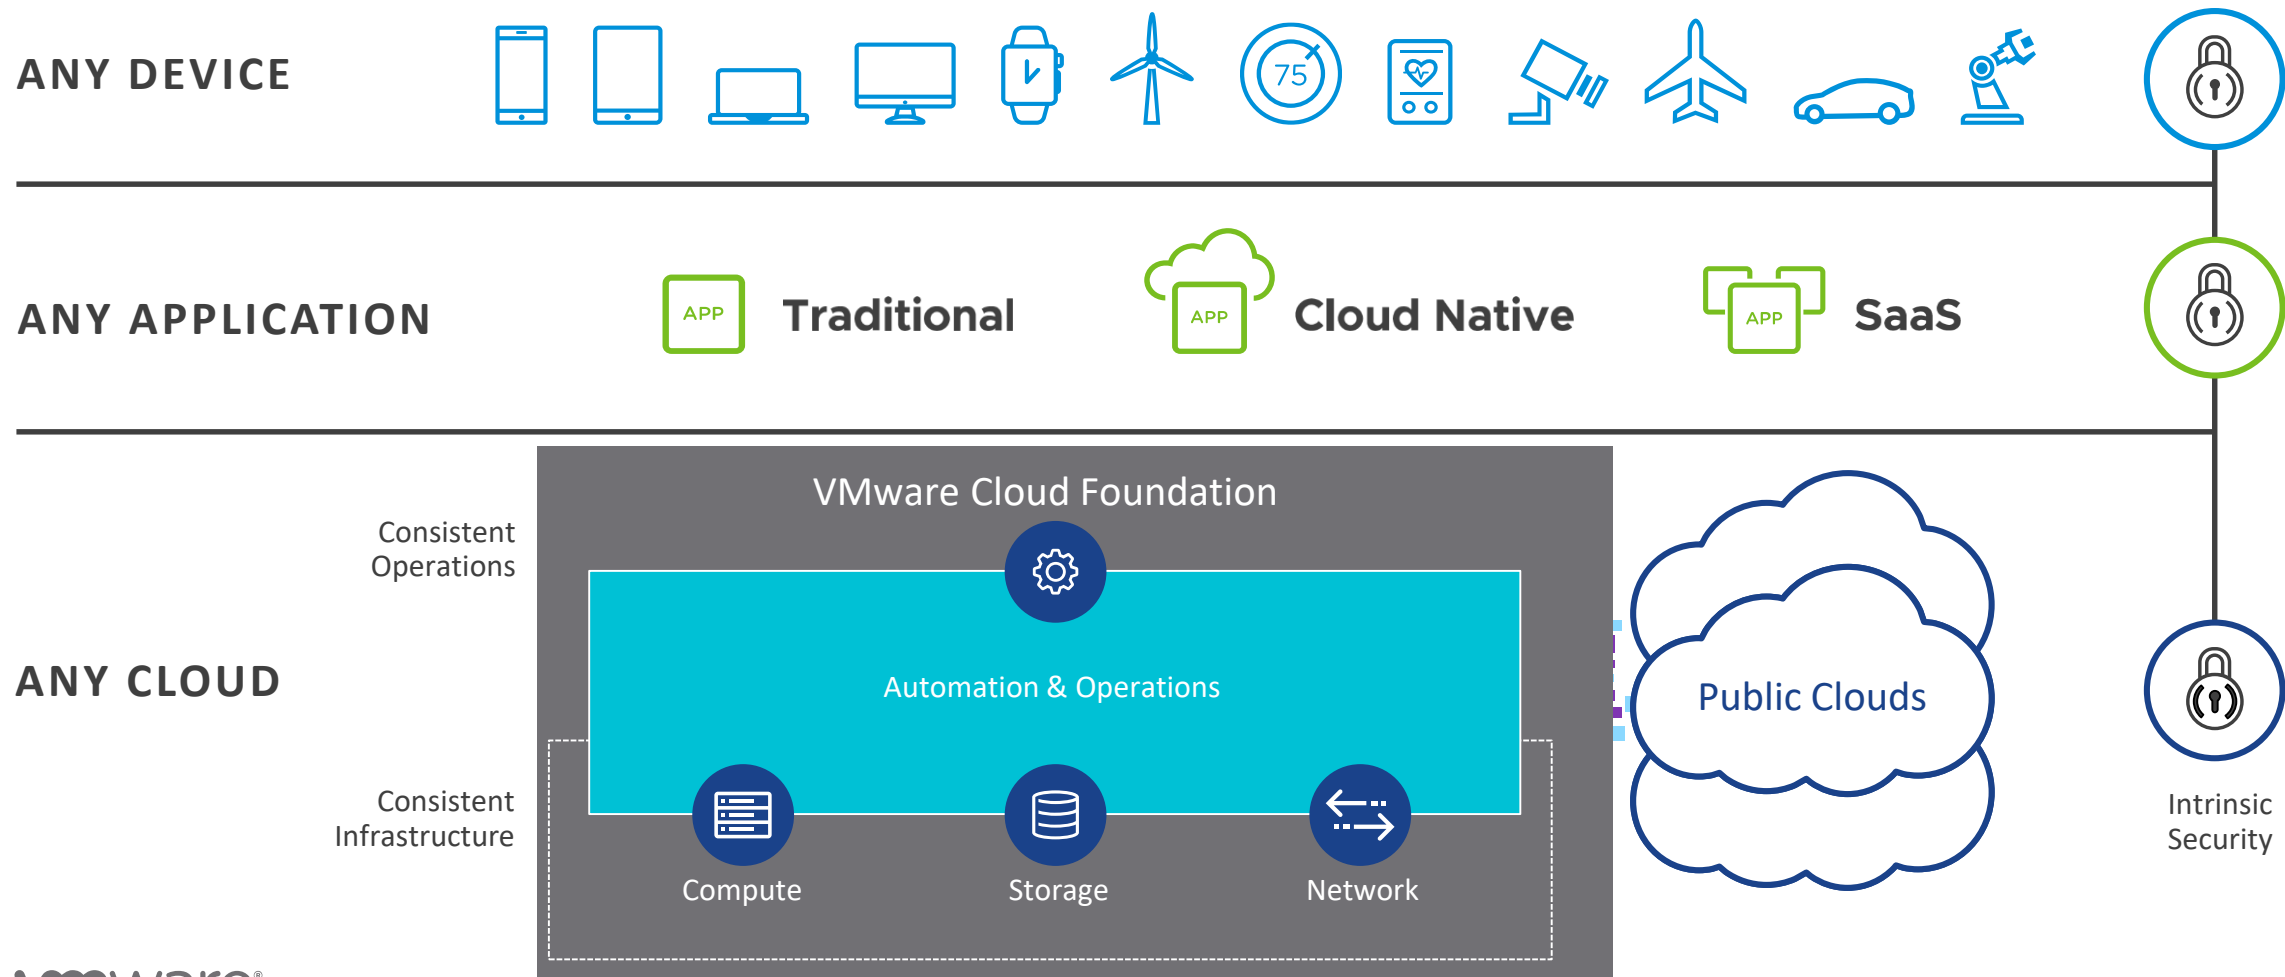 ANY DEVICE
75
ANY APPLICATION
APP
Traditional
APP
Cloud Native
APP
SaaS
VMware Cloud Foundation
Consistent
Operations
ANY CLOUD
Automation & Operations
Public Clouds
Consistent
Infrastructure
Intrinsic
Security
Compute
Storage
Network
vmware®